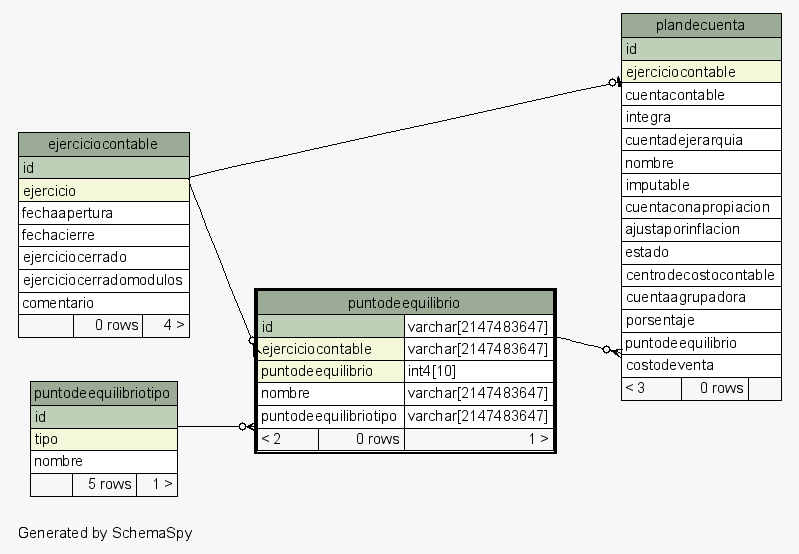 plandecuenta
id
ejerciciocontable
cuentacontable
integra
cuentadejerarquia
nombre
imputable
cuentaconapropiacion
ajustaporinflacion
estado
centrodecostocontable
cuentaagrupadora
porsentaje
puntodeequilibrio
costodeventa
< 3 0 rows
ejerciciocontable
id
ejercicio
fechaapertura
fechacierre
ejerciciocerrado
ejerciciocerradomodulos
comentario
0 rows 4 >
puntodeequilibrio
id varchar[2147483647]
ejerciciocontable varchar[2147483647]
puntodeequilibrio int4[10]
nombre varchar[2147483647]
puntodeequilibriotipo varchar[2147483647]
< 2 0 rows 1 >
puntodeequilibriotipo
id
tipo
nombre
5 rows 1 >
Generated by SchemaSpy